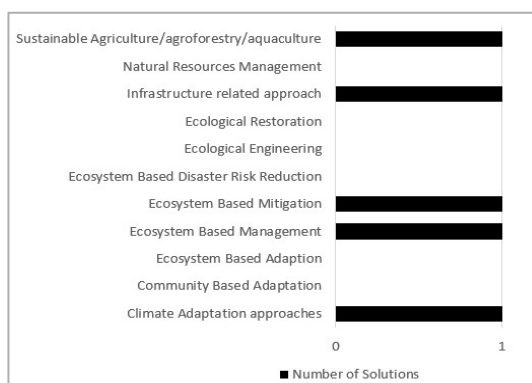 Sustainable Agriculture/agroforestry/aquaculture
Natural Resources Management
Infrastructure related approach
Ecological Restoration
Ecological Engineering
Ecosystem Based Disaster Risk Reduction
Ecosystem Based Mitigation
Ecosystem Based Management
Ecosystem Based Adaption
Community Based Adaptation
Climate Adaptation approaches
0 1
Number of Solutions